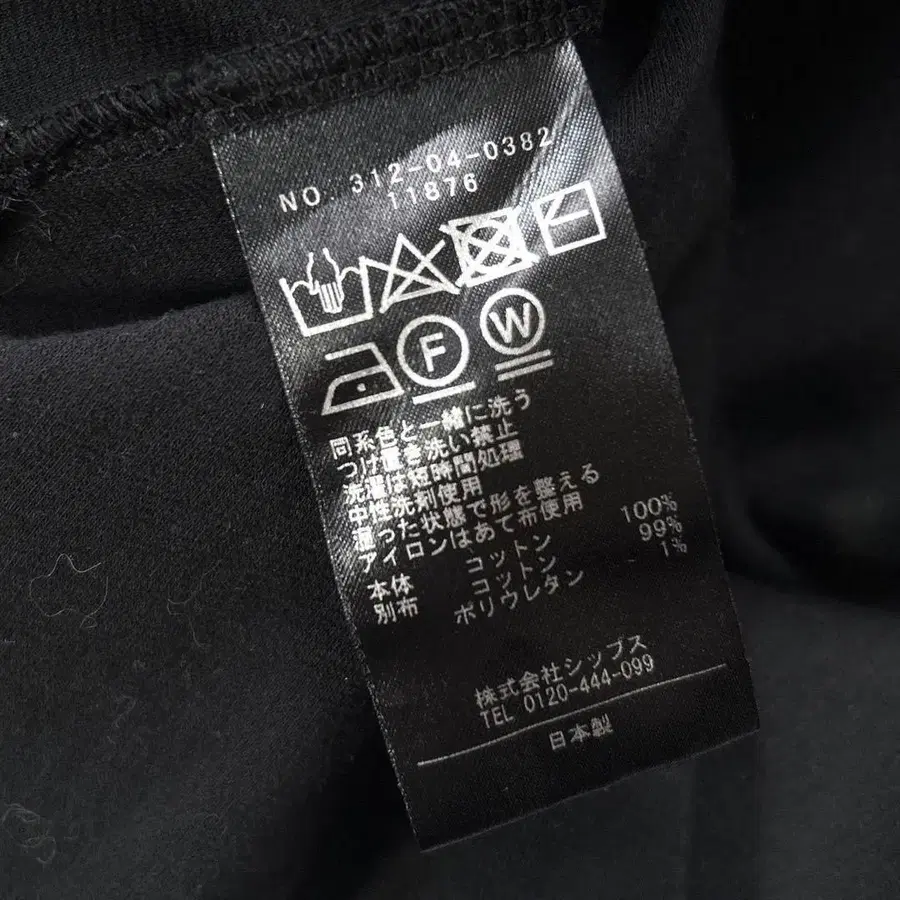 NO. 312-04-0382
11876
F W
同系色と一緒に洗う
つけ置き洗い禁止
洗濯は短時間処理
中性洗剤使用
湿った状態で形を整える
アイロンはあて布使用
本体 コットン 100%
別布 コットン 99%
ポリウレタン 1%
株式会社シップス
TEL 0120-444-099
日本製